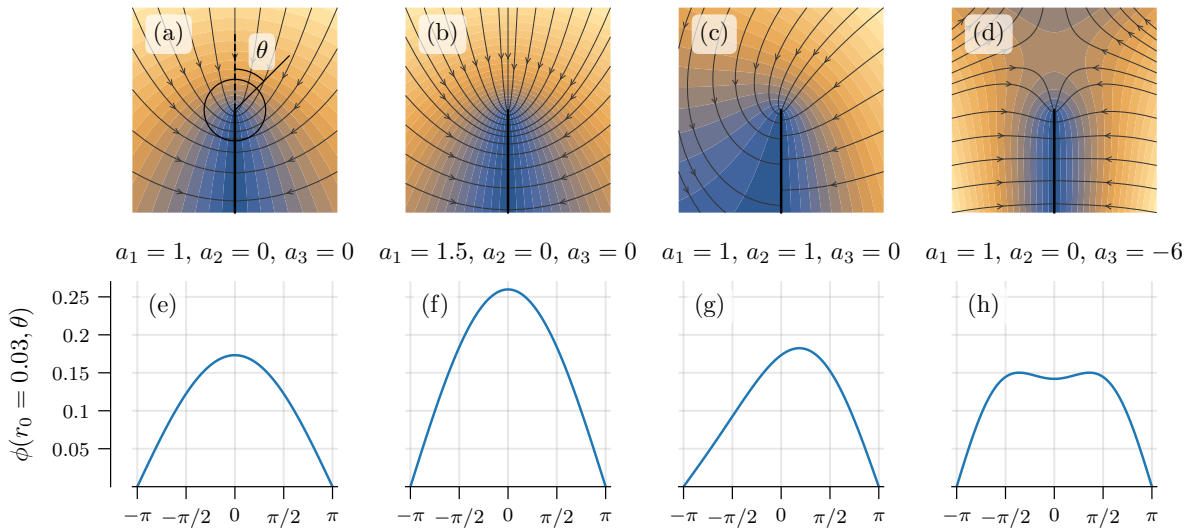 (a) θ (b) (c) (d)
a₁ = 1, a₂ = 0, a₃ = 0 a₁ = 1.5, a₂ = 0, a₃ = 0 a₁ = 1, a₂ = 1, a₃ = 0 a₁ = 1, a₂ = 0, a₃ = −6
(e) (f) (g) (h)
ϕ(r₀ = 0.03, θ)
0.25
0.2
0.15
0.1
0.05
−π −π/2 0 π/2 π −π −π/2 0 π/2 π −π −π/2 0 π/2 π −π −π/2 0 π/2 π